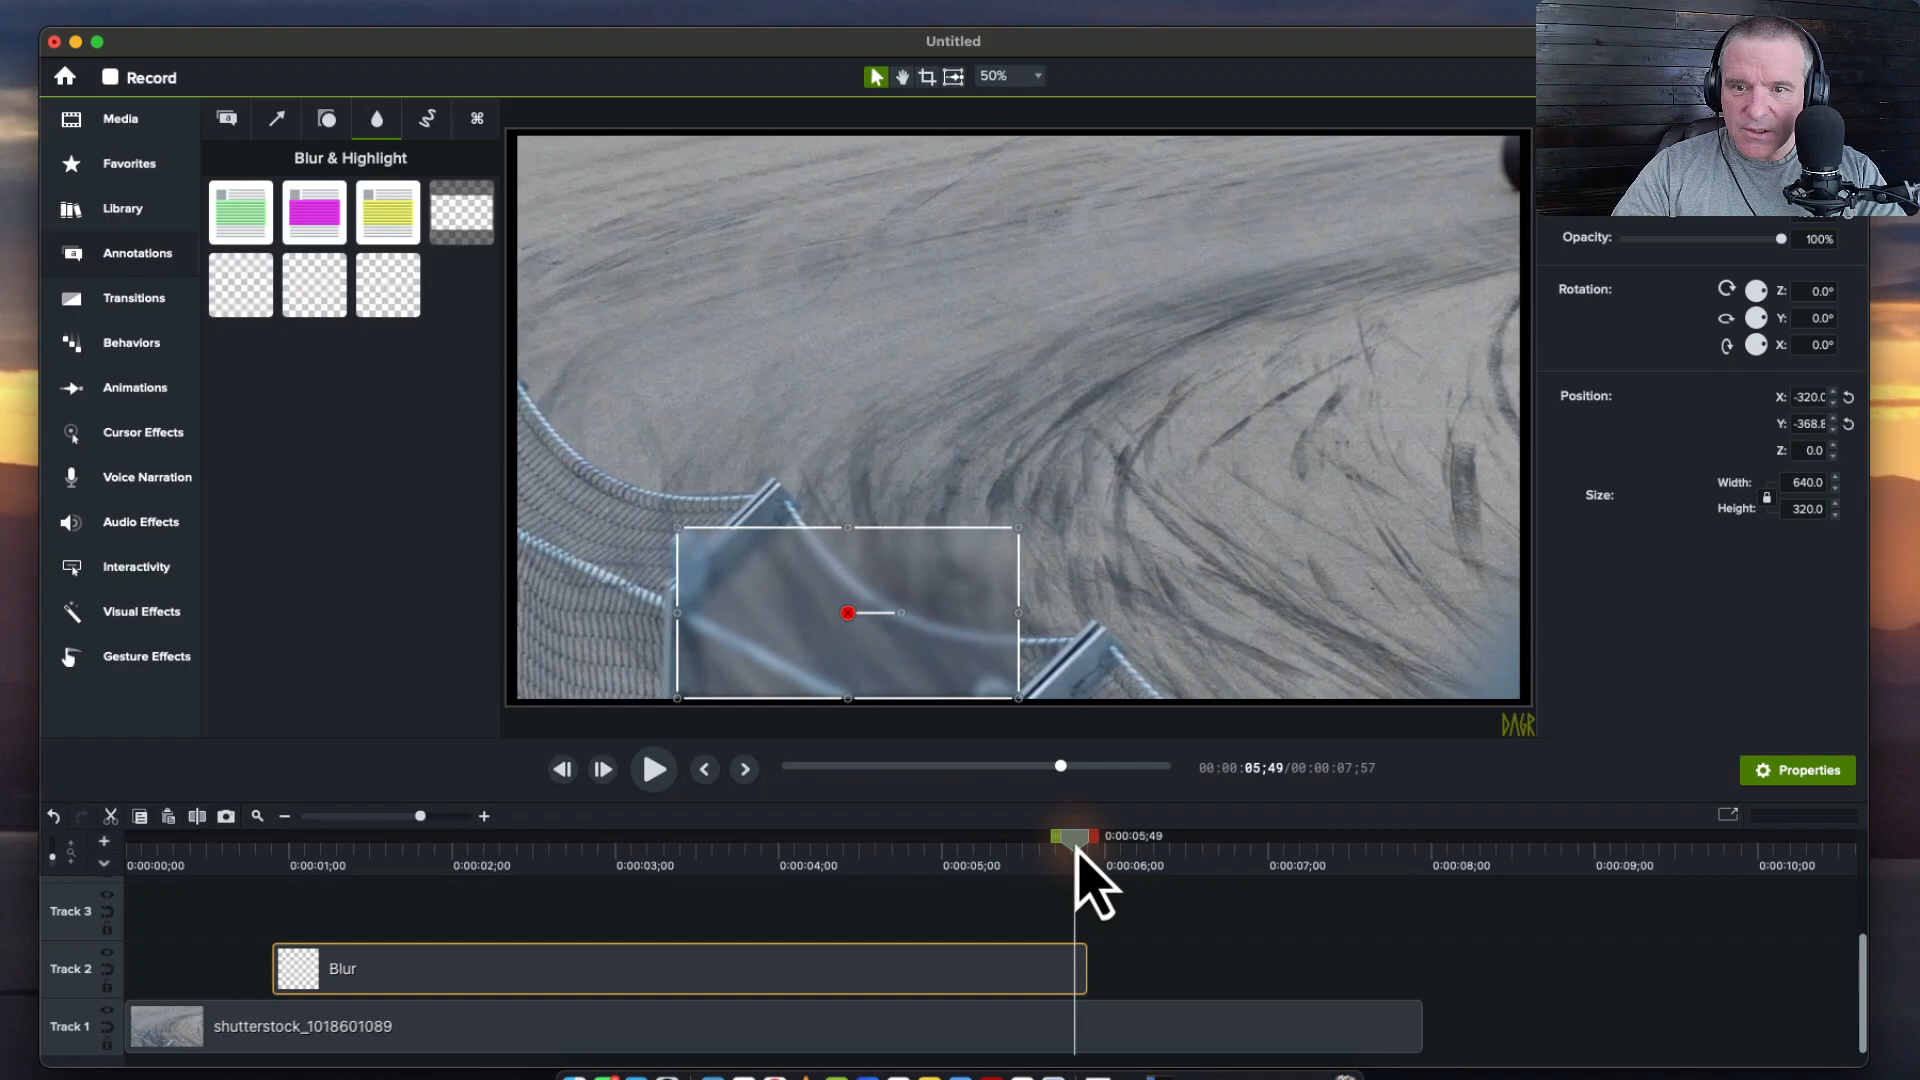 Untitled
Record
50%
Media
Favorites
Library
Annotations
Transitions
Behaviors
Animations
Cursor Effects
Voice Narration
Audio Effects
Interactivity
Visual Effects
Gesture Effects
a
Blur & Highlight
Opacity:
100%
Rotation:
Z: 0.0°
Y: 0.0°
X: 0.0°
Position:
X: -320.0
Y: -368.8
Z: 0.0
Size:
Width: 640.0
Height: 320.0
DAGR
00:00:05;49/00:00:07;57
Properties
0:00:05;49
0:00:00;00 0:00:01;00 0:00:02;00 0:00:03;00 0:00:04;00 0:00:05;00 0:00:06;00 0:00:07;00 0:00:08;00 0:00:09;00 0:00:10;00
Track 3
Track 2
Blur
Track 1
shutterstock_1018601089